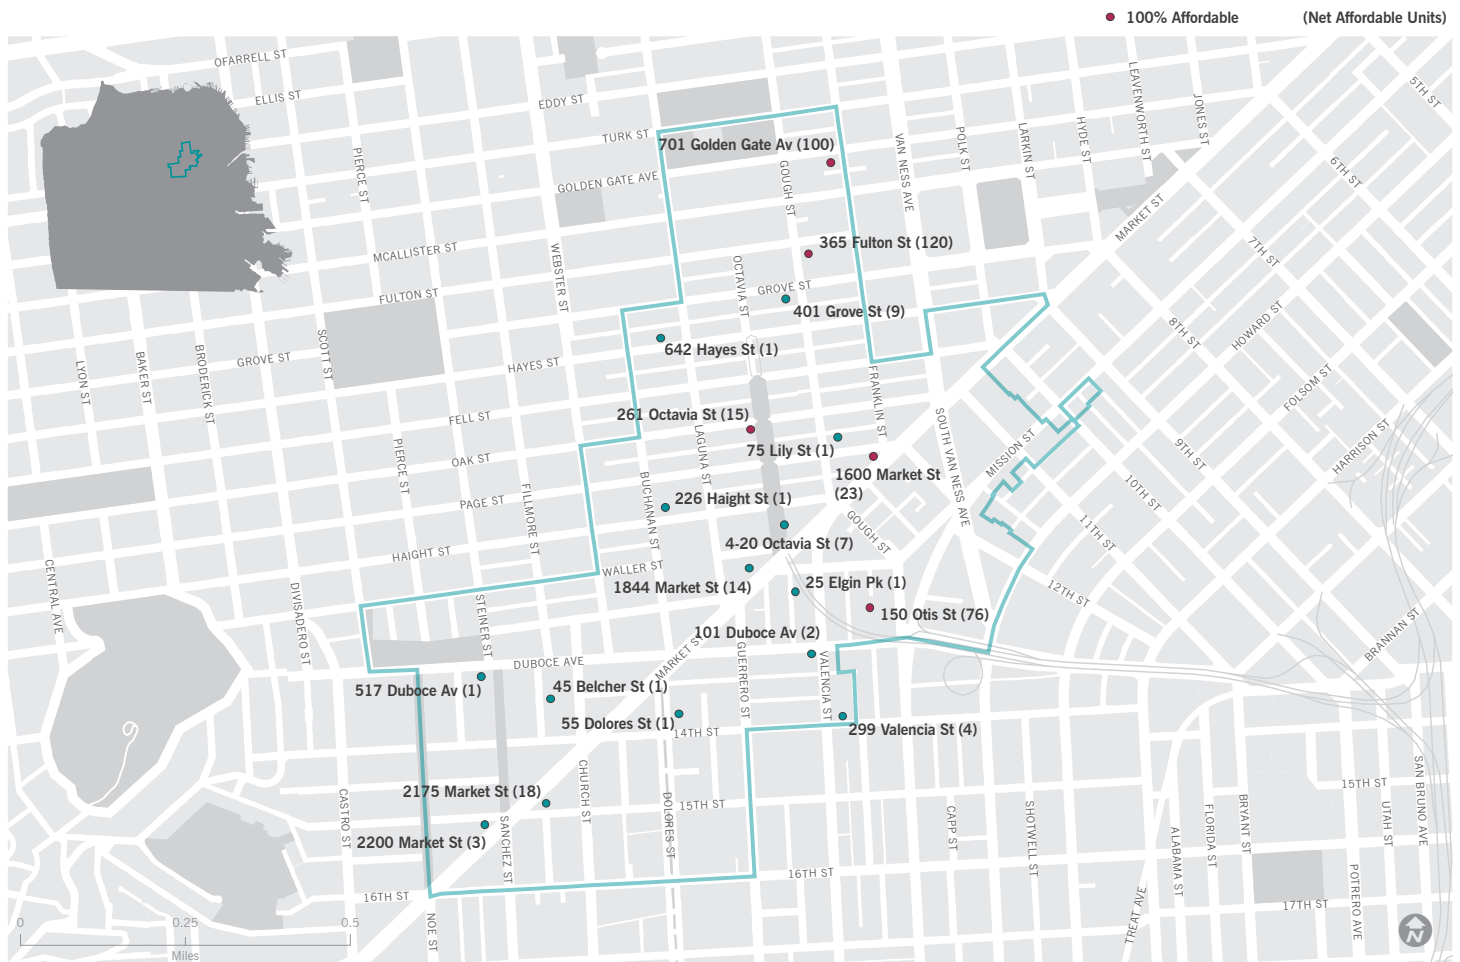 100% Affordable
(Net Affordable Units)
OFARRELL ST
ELLIS ST
EDDY ST
TURK ST
GOLDEN GATE AVE
MCALLISTER ST
FULTON ST
GROVE ST
HAYES ST
FELL ST
OAK ST
PAGE ST
HAIGHT ST
WALLER ST
DUBOCE AVE
14TH ST
15TH ST
16TH ST
PIERCE ST
WEBSTER ST
SCOTT ST
LYON ST
BAKER ST
BRODERICK ST
PIERCE ST
FILLMORE ST
CENTRAL AVE
DIVISADERO ST
STEINER ST
CASTRO ST
SANCHEZ ST
NOE ST
CHURCH ST
DOLORES ST
GUERRERO ST
VALENCIA ST
BUCHANAN ST
LAGUNA ST
OCTAVIA ST
GOUGH ST
GROVE ST
FRANKLIN ST
VAN NESS AVE
POLK ST
LARKIN ST
HYDE ST
LEAVENWORTH ST
JONES ST
MARKET ST
5TH ST
6TH ST
7TH ST
8TH ST
9TH ST
10TH ST
11TH ST
12TH ST
HOWARD ST
FOLSOM ST
HARRISON ST
BRANNAN ST
MISSION ST
SOUTH VAN NESS AVE
GOUGH ST
MARKET ST
16TH ST
CAPP ST
SHOTWELL ST
TREAT AVE
ALABAMA ST
FLORIDA ST
BRYANT ST
15TH ST
17TH ST
POTRERO AVE
UTAH ST
SAN BRUNO AVE
701 Golden Gate Av (100)
365 Fulton St (120)
401 Grove St (9)
642 Hayes St (1)
261 Octavia St (15)
75 Lily St (1)
1600 Market St
(23)
226 Haight St (1)
4-20 Octavia St (7)
1844 Market St (14)
25 Elgin Pk (1)
150 Otis St (76)
101 Duboce Av (2)
517 Duboce Av (1)
45 Belcher St (1)
55 Dolores St (1)
299 Valencia St (4)
2175 Market St (18)
2200 Market St (3)
0
0.25
0.5
Miles
N